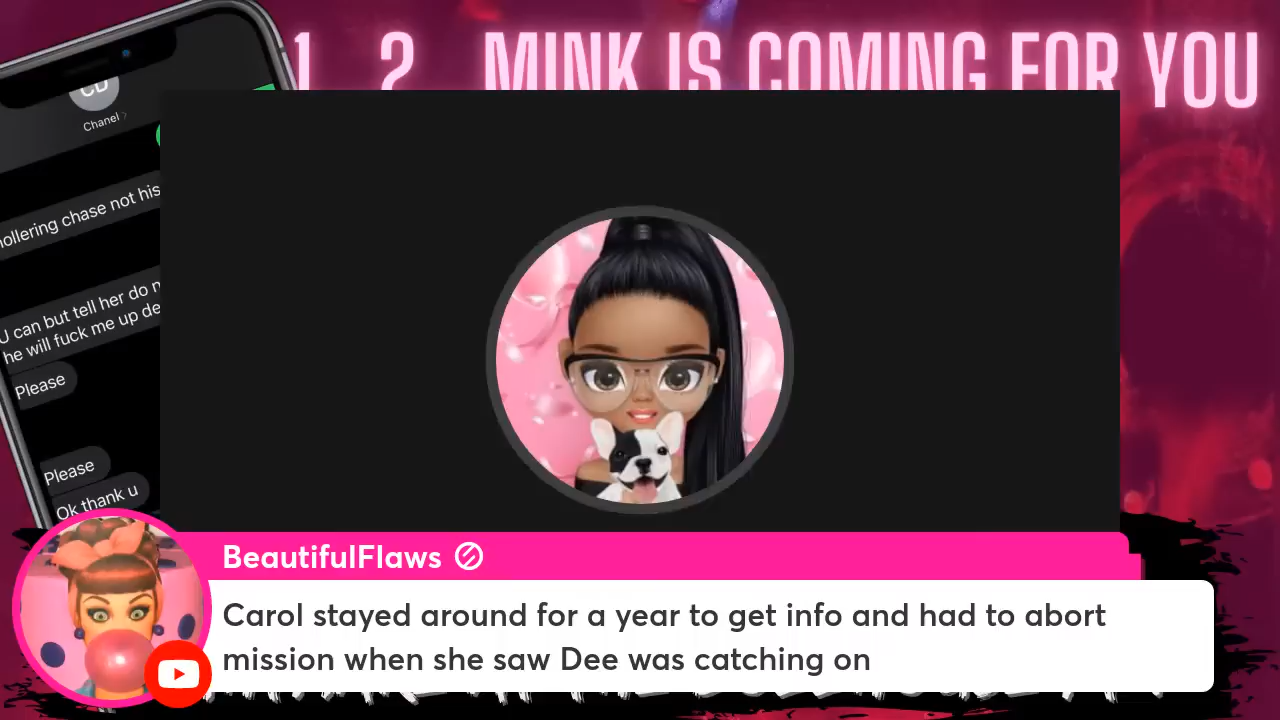 1 2 MINK IS COMING FOR YOU
CD
Chanel
hollering chase not his
U can but tell her do n
he will fuck me up de
Please
Please
Ok thank u
BeautifulFlaws
Carol stayed around for a year to get info and had to abort
mission when she saw Dee was catching on